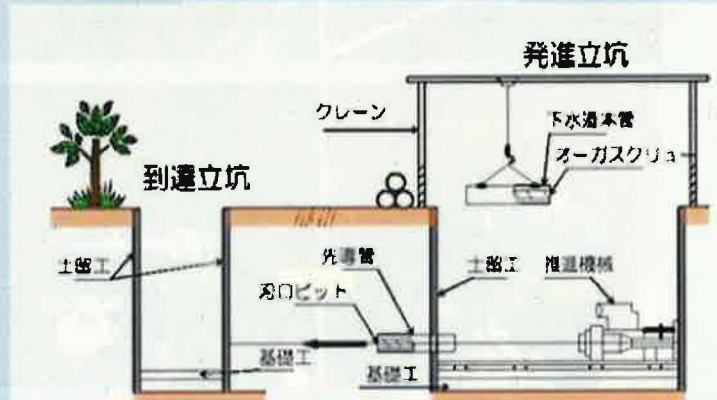 発進立坑
クレーン
下水道本管
オーガスクリュ
到達立坑
土留工
先導管
土留工
推進機械
刃口ビット
基礎工
基礎工